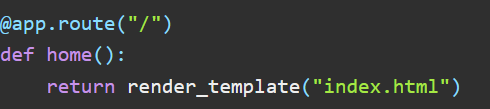 @app.route("/")
def home():
    return render_template("index.html")